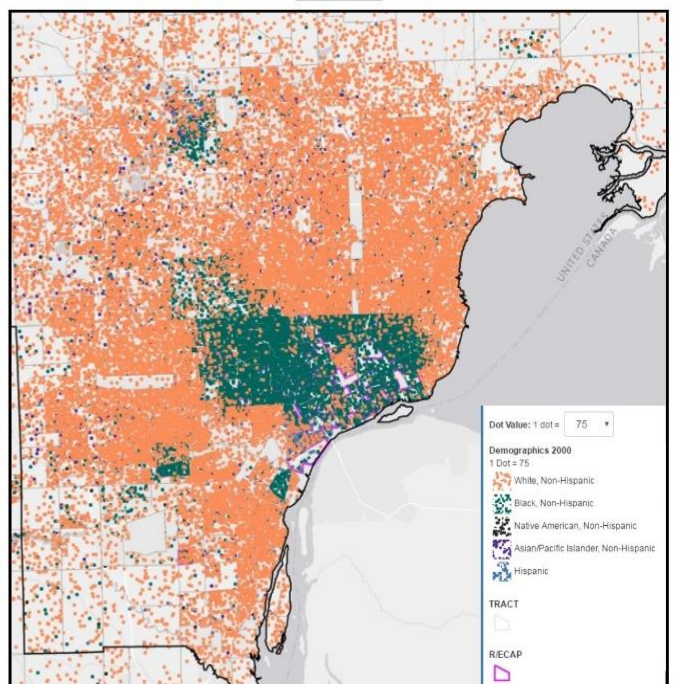 UNITED STATES
CANADA
Dot Value: 1 dot = 75
Demographics 2000
1 Dot = 75
White, Non-Hispanic
Black, Non-Hispanic
Native American, Non-Hispanic
Asian/Pacific Islander, Non-Hispanic
Hispanic
TRACT
R/ECAP